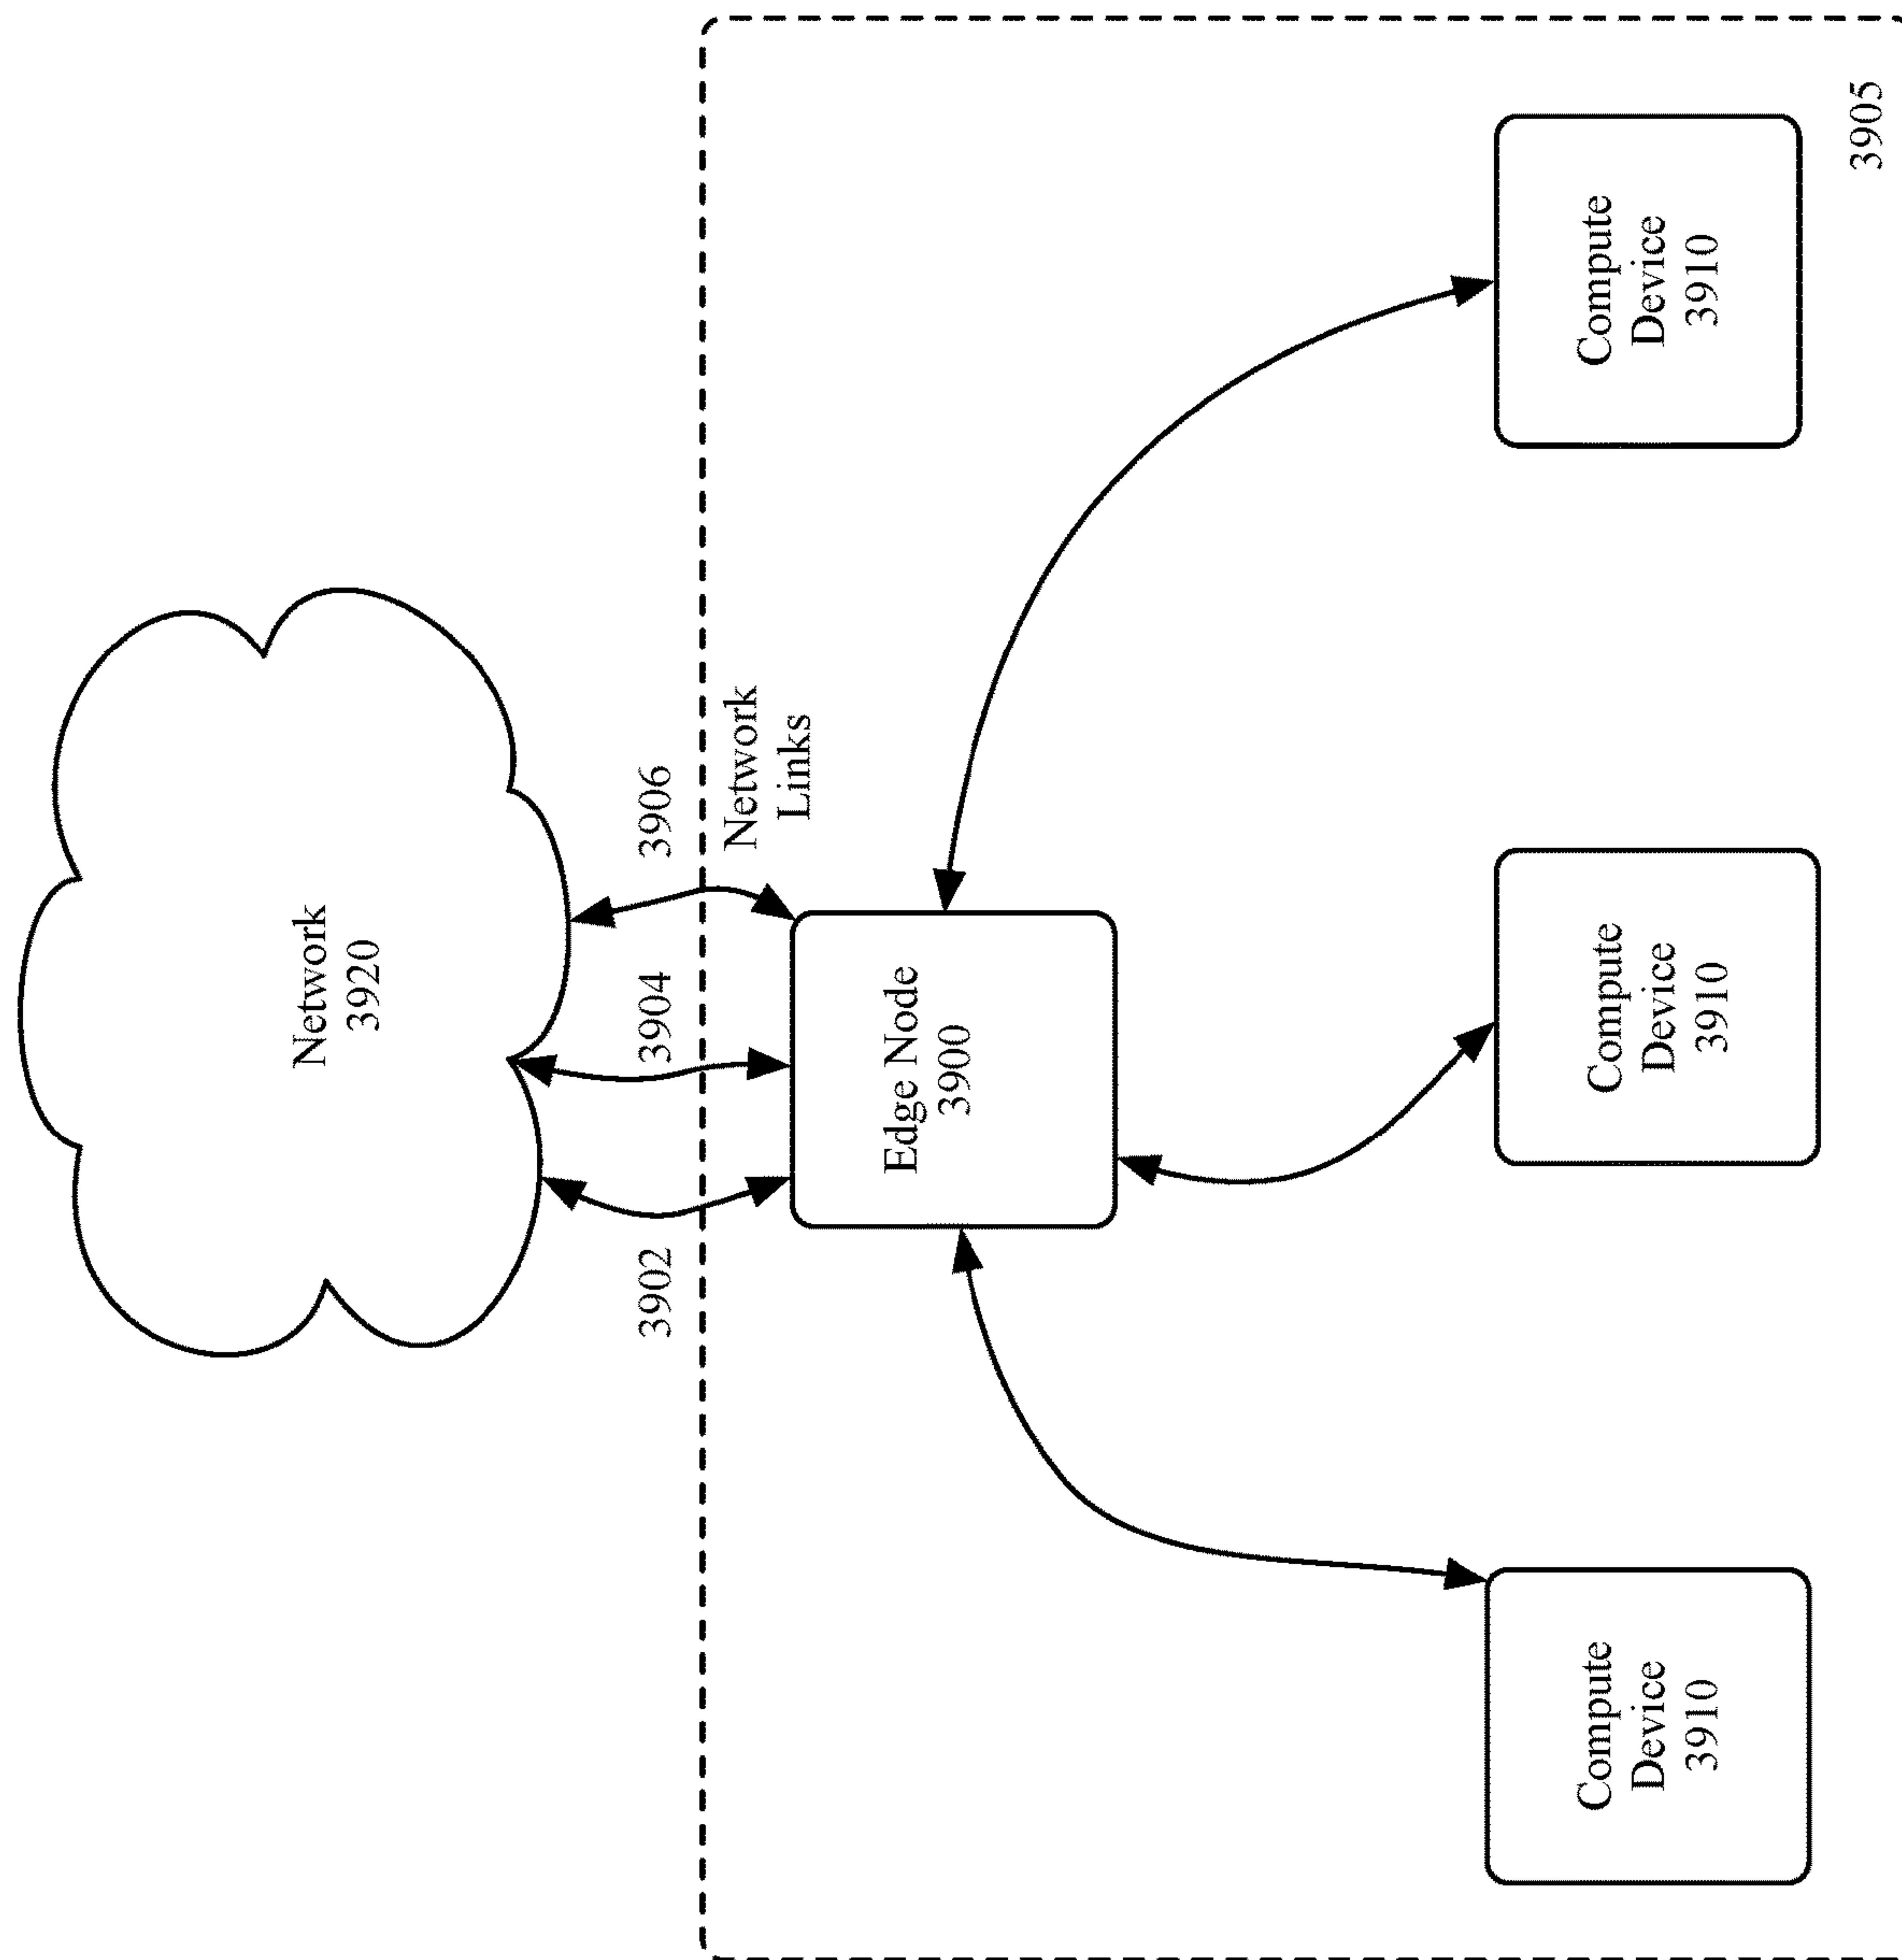 Network
3920
3902
3904
3906
Network
Links
Edge Node
3900
Compute
Device
3910
Compute
Device
3910
Compute
Device
3910
3905